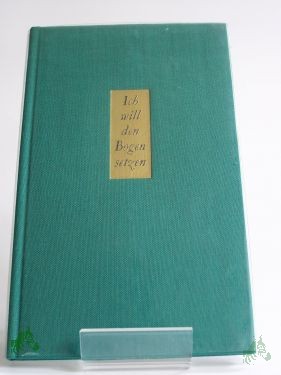 Ich
will
den
Bogen
setzen